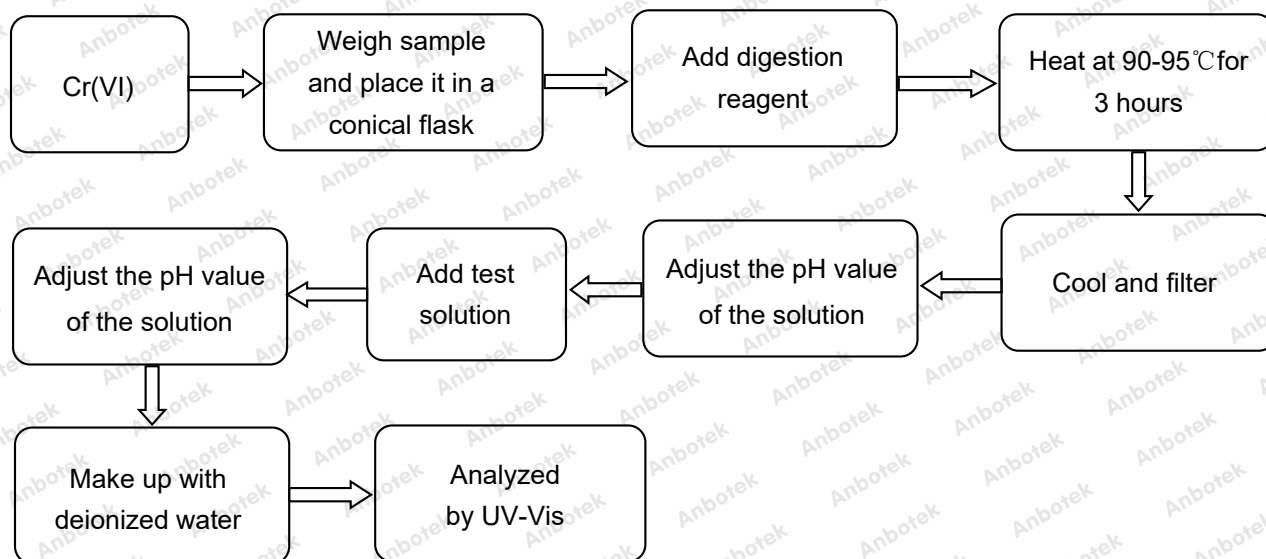 Cr(VI)
Weigh sample
and place it in a
conical flask
Add digestion
reagent
Heat at 90-95℃for
3 hours
Cool and filter
Adjust the pH value
of the solution
Add test
solution
Adjust the pH value
of the solution
Make up with
deionized water
Analyzed
by UV-Vis
Anbotek